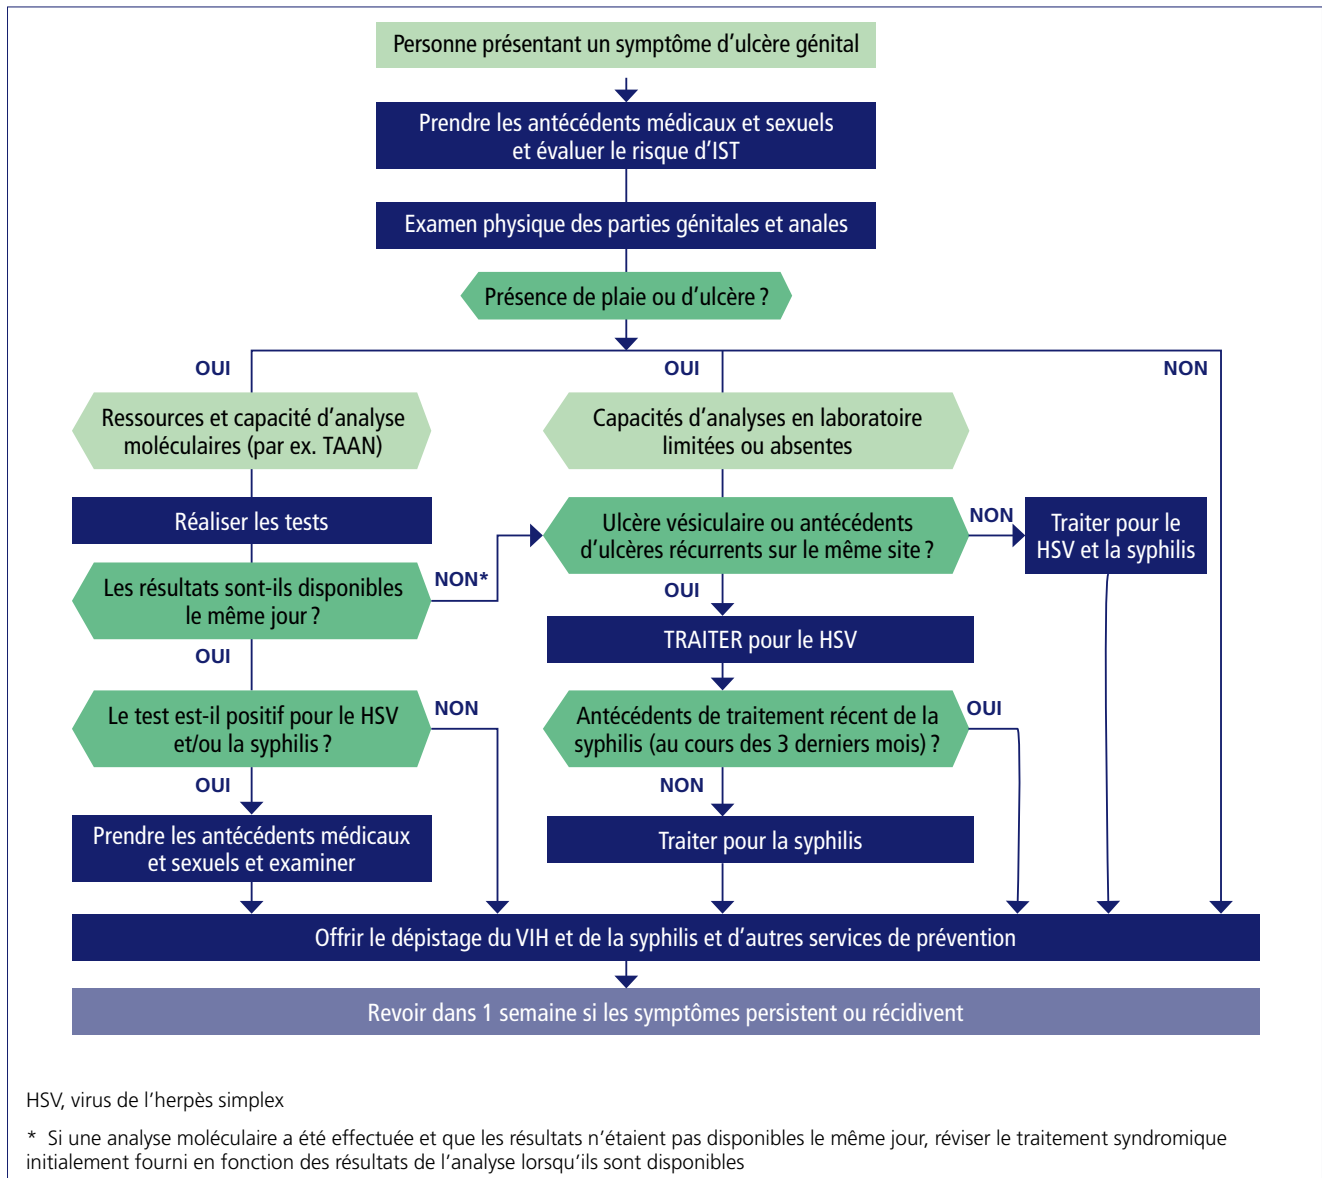 Personne présentant un symptôme d'ulcère génital
Prendre les antécédents médicaux et sexuels
et évaluer le risque d'IST
Examen physique des parties génitales et anales
Présence de plaie ou d'ulcère ?
OUI
OUI
NON
Ressources et capacité d'analyse
moléculaires (par ex. TAAN)
Capacités d'analyses en laboratoire
limitées ou absentes
Réaliser les tests
Ulcère vésiculaire ou antécédents
d'ulcères récurrents sur le même site ?
NON
Traiter pour le
HSV et la syphilis
Les résultats sont-ils disponibles
le même jour ?
NON*
OUI
OUI
TRAITER pour le HSV
Le test est-il positif pour le HSV
et/ou la syphilis ?
NON
Antécédents de traitement récent de la
syphilis (au cours des 3 derniers mois) ?
OUI
OUI
NON
Prendre les antécédents médicaux
et sexuels et examiner
Traiter pour la syphilis
Offrir le dépistage du VIH et de la syphilis et d'autres services de prévention
Revoir dans 1 semaine si les symptômes persistent ou récidivent
HSV, virus de l'herpès simplex
* Si une analyse moléculaire a été effectuée et que les résultats n'étaient pas disponibles le même jour, réviser le traitement syndromique
initialement fourni en fonction des résultats de l'analyse lorsqu'ils sont disponibles